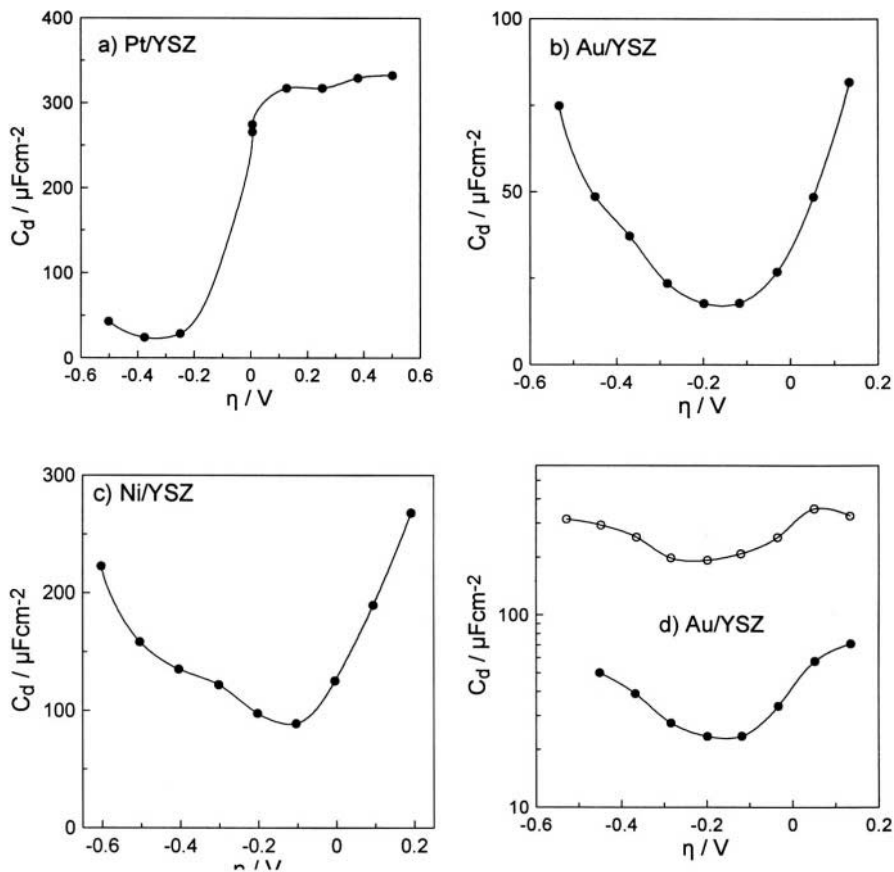 a) Pt/YSZ
400
300
200
100
0
C_d / µFcm⁻²
-0.6 -0.4 -0.2 0 0.2 0.4 0.6
η / V
b) Au/YSZ
100
50
0
C_d / µFcm⁻²
-0.6 -0.4 -0.2 0 0.2
η / V
c) Ni/YSZ
300
200
100
0
C_d / µFcm⁻²
-0.6 -0.4 -0.2 0 0.2
η / V
d) Au/YSZ
100
10
C_d / µFcm⁻²
-0.6 -0.4 -0.2 0 0.2
η / V